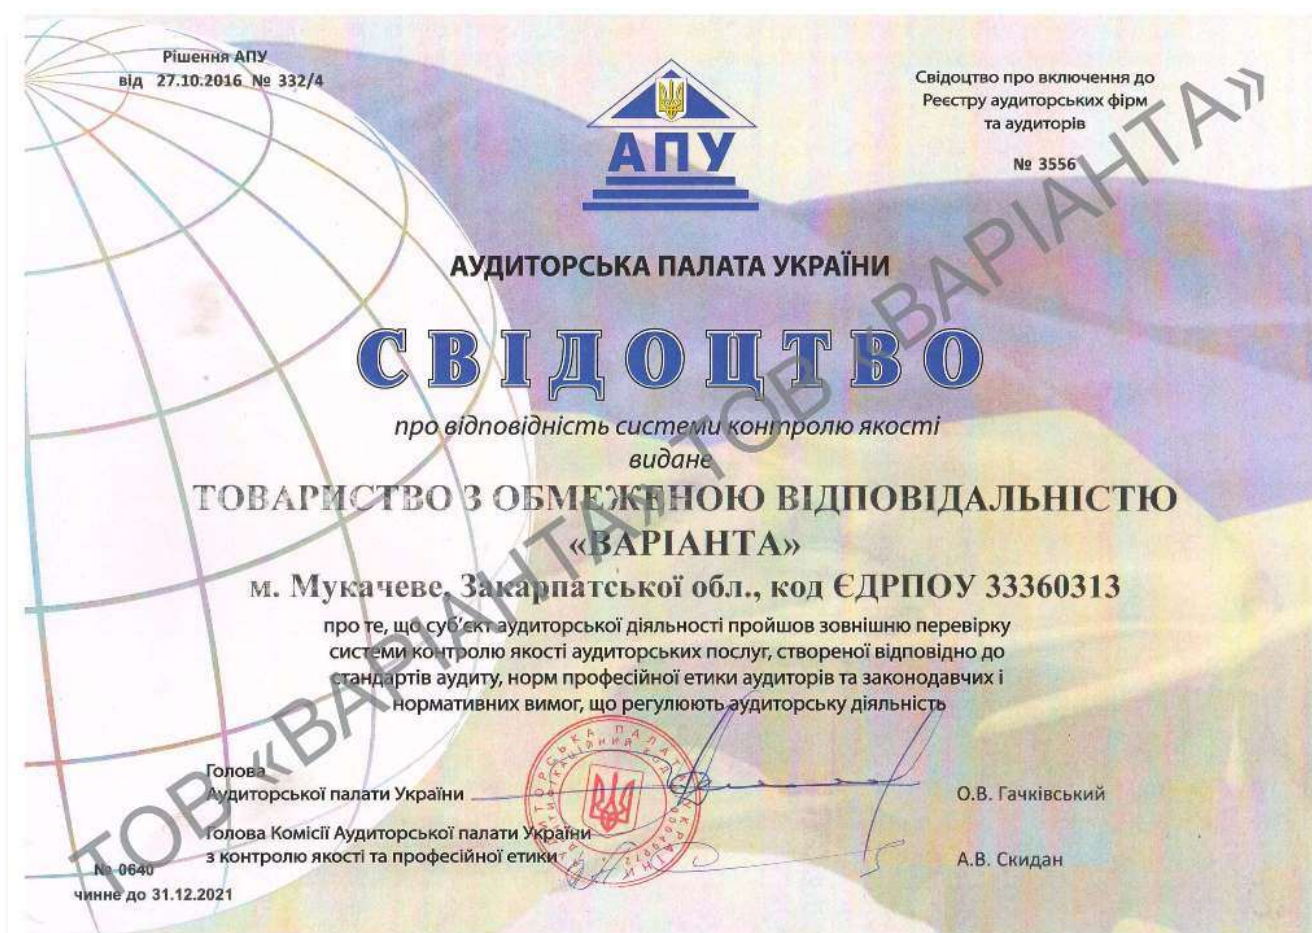 Рішення АПУ
від 27.10.2016 № 332/4
Свідоцтво про включення до
Реєстру аудиторських фірм
та аудиторів
№ 3556
АПУ
АУДИТОРСЬКА ПАЛАТА УКРАЇНИ
СВІДОЦТВО
про відповідність системи контролю якості
видане
ТОВАРИСТВО З ОБМЕЖЕНОЮ ВІДПОВІДАЛЬНІСТЮ
«ВАРІАНТА»
м. Мукачеве, Закарпатської обл., код ЄДРПОУ 33360313
про те, що суб'єкт аудиторської діяльності пройшов зовнішню перевірку
системи контролю якості аудиторських послуг, створеної відповідно до
стандартів аудиту, норм професійної етики аудиторів та законодавчих і
нормативних вимог, що регулюють аудиторську діяльність
Голова
Аудиторської палати України
О.В. Гачківський
Голова Комісії Аудиторської палати України
з контролю якості та професійної етики
А.В. Скидан
№ 0640
чинне до 31.12.2021
ТОВ «ВАРІАНТА» ТОВ «ВАРІАНТА»
АУДИТОРСЬКА ПАЛАТА УКРАЇНИ